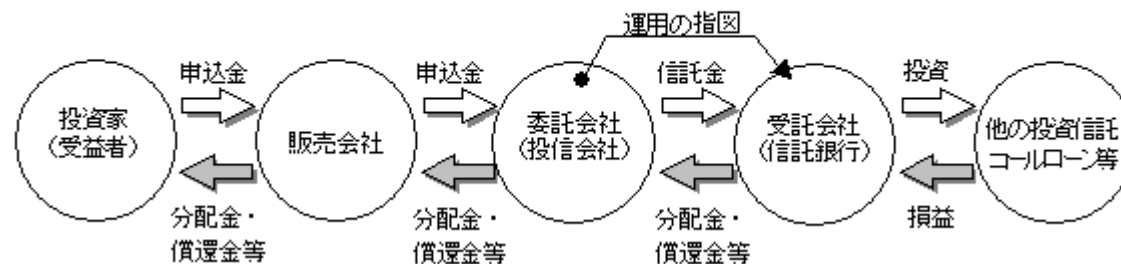 運用の指図
申込金
申込金
信託金
投資
投資家
(受益者)
販売会社
委託会社
(投信会社)
受託会社
(信託銀行)
他の投資信託
コールローン等
分配金・
償還金等
分配金・
償還金等
分配金・
償還金等
損益